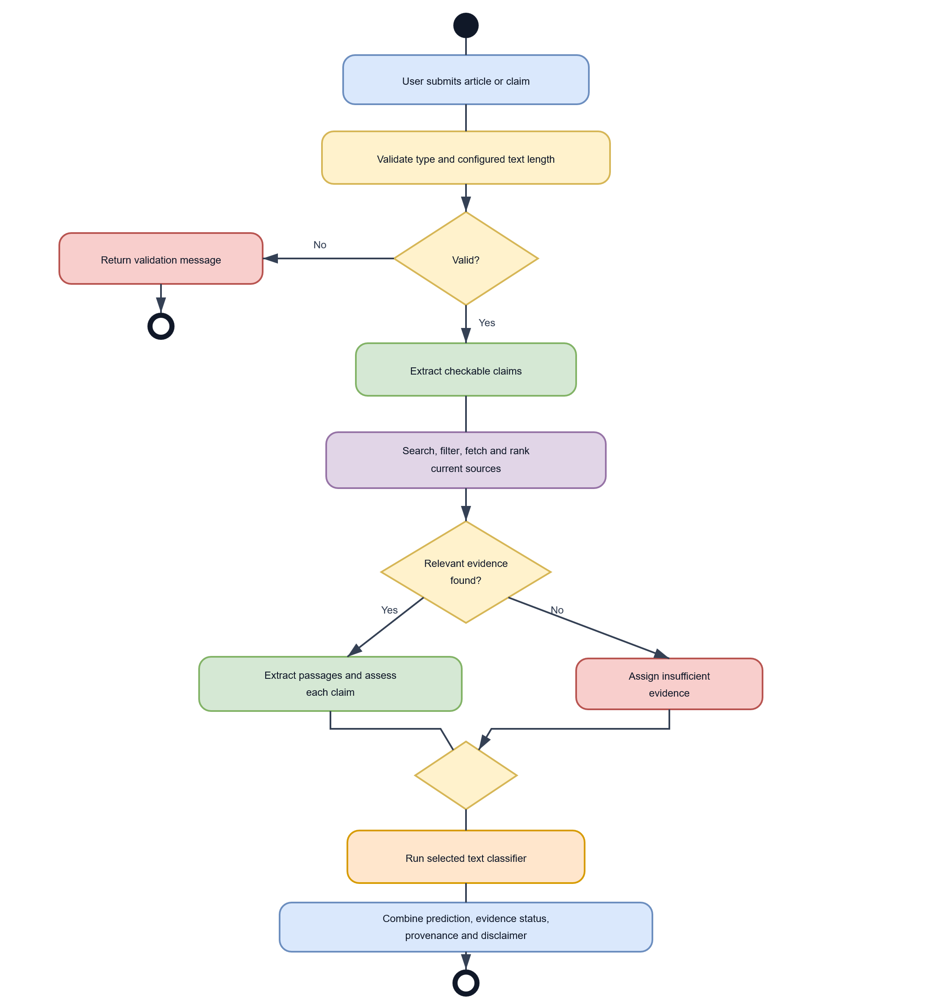 User submits article or claim
Validate type and configured text length
No
Return validation message
Valid?
Yes
Extract checkable claims
Search, filter, fetch and rank
current sources
Relevant evidence
found?
Yes
No
Extract passages and assess
each claim
Assign insufficient
evidence
Run selected text classifier
Combine prediction, evidence status,
provenance and disclaimer